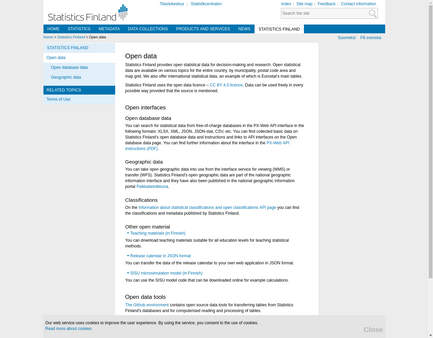 Tilastokeskus | Statistikcentralen
Index | Site map | Feedback | Contact information
Statistics Finland
Search the site
HOME STATISTICS METADATA DATA COLLECTIONS PRODUCTS AND SERVICES NEWS STATISTICS FINLAND
Home > Statistics Finland > Open data
Suomeksi På svenska
STATISTICS FINLAND
Open data
Open database data
Geographic data
RELATED TOPICS
Terms of Use
Open data
Statistics Finland provides open statistical data for decision-making and research. Open statistical
data are available on various topics for the entire country, by municipality, postal code area and
map grid. We also offer international statistical data, an example of which is Eurostat's main tables.
Statistics Finland uses the open data licence – CC BY 4.0 licence. Data can be used freely in every
possible way provided that the source is mentioned.
Open interfaces
Open database data
You can search for statistical data from free-of-charge databases in the PX-Web API interface in the
following formats: XLSX, XML, JSON, JSON-stat, CSV, etc. You can find collected basic data on
Statistics Finland's open database data and instructions and links to API interfaces on the Open
database data page. You can find further information about the interface in the PX-Web API
instructions (PDF).
Geographic data
You can take open geographic data into use from the interface service for viewing (WMS) or
transfer (WFS). Statistics Finland's open geographic data are part of the national geographic
information interface and they have also been published in the national geographic information
portal Paikkatietoikkuna.
Classifications
On the Information about statistical classifications and open classifications API page you can find
the classifications and metadata published by Statistics Finland.
Other open material
Teaching materials (in Finnish)
You can download teaching materials suitable for all education levels for teaching statistical
methods.
Release calendar in JSON format
You can transfer the data of the release calendar to your own web application in JSON format.
SISU microsimulation model (in Finnish)
You can use the SISU model code that can be downloaded online for example calculations.
Open data tools
The Github environment contains open source data tools for transferring tables from Statistics
Finland's databases and for computerised reading and processing of tables.
Our web service uses cookies to improve the user experience. By using the service, you consent to the use of cookies.
Read more about cookies
Close